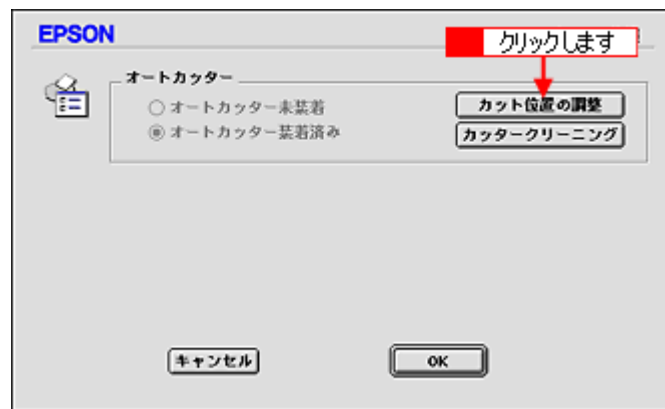 EPSON
クリックします
オートカッター
オートカッター未装着
カット位置の調整
オートカッター装着済み
カッタークリーニング
キャンセル
OK